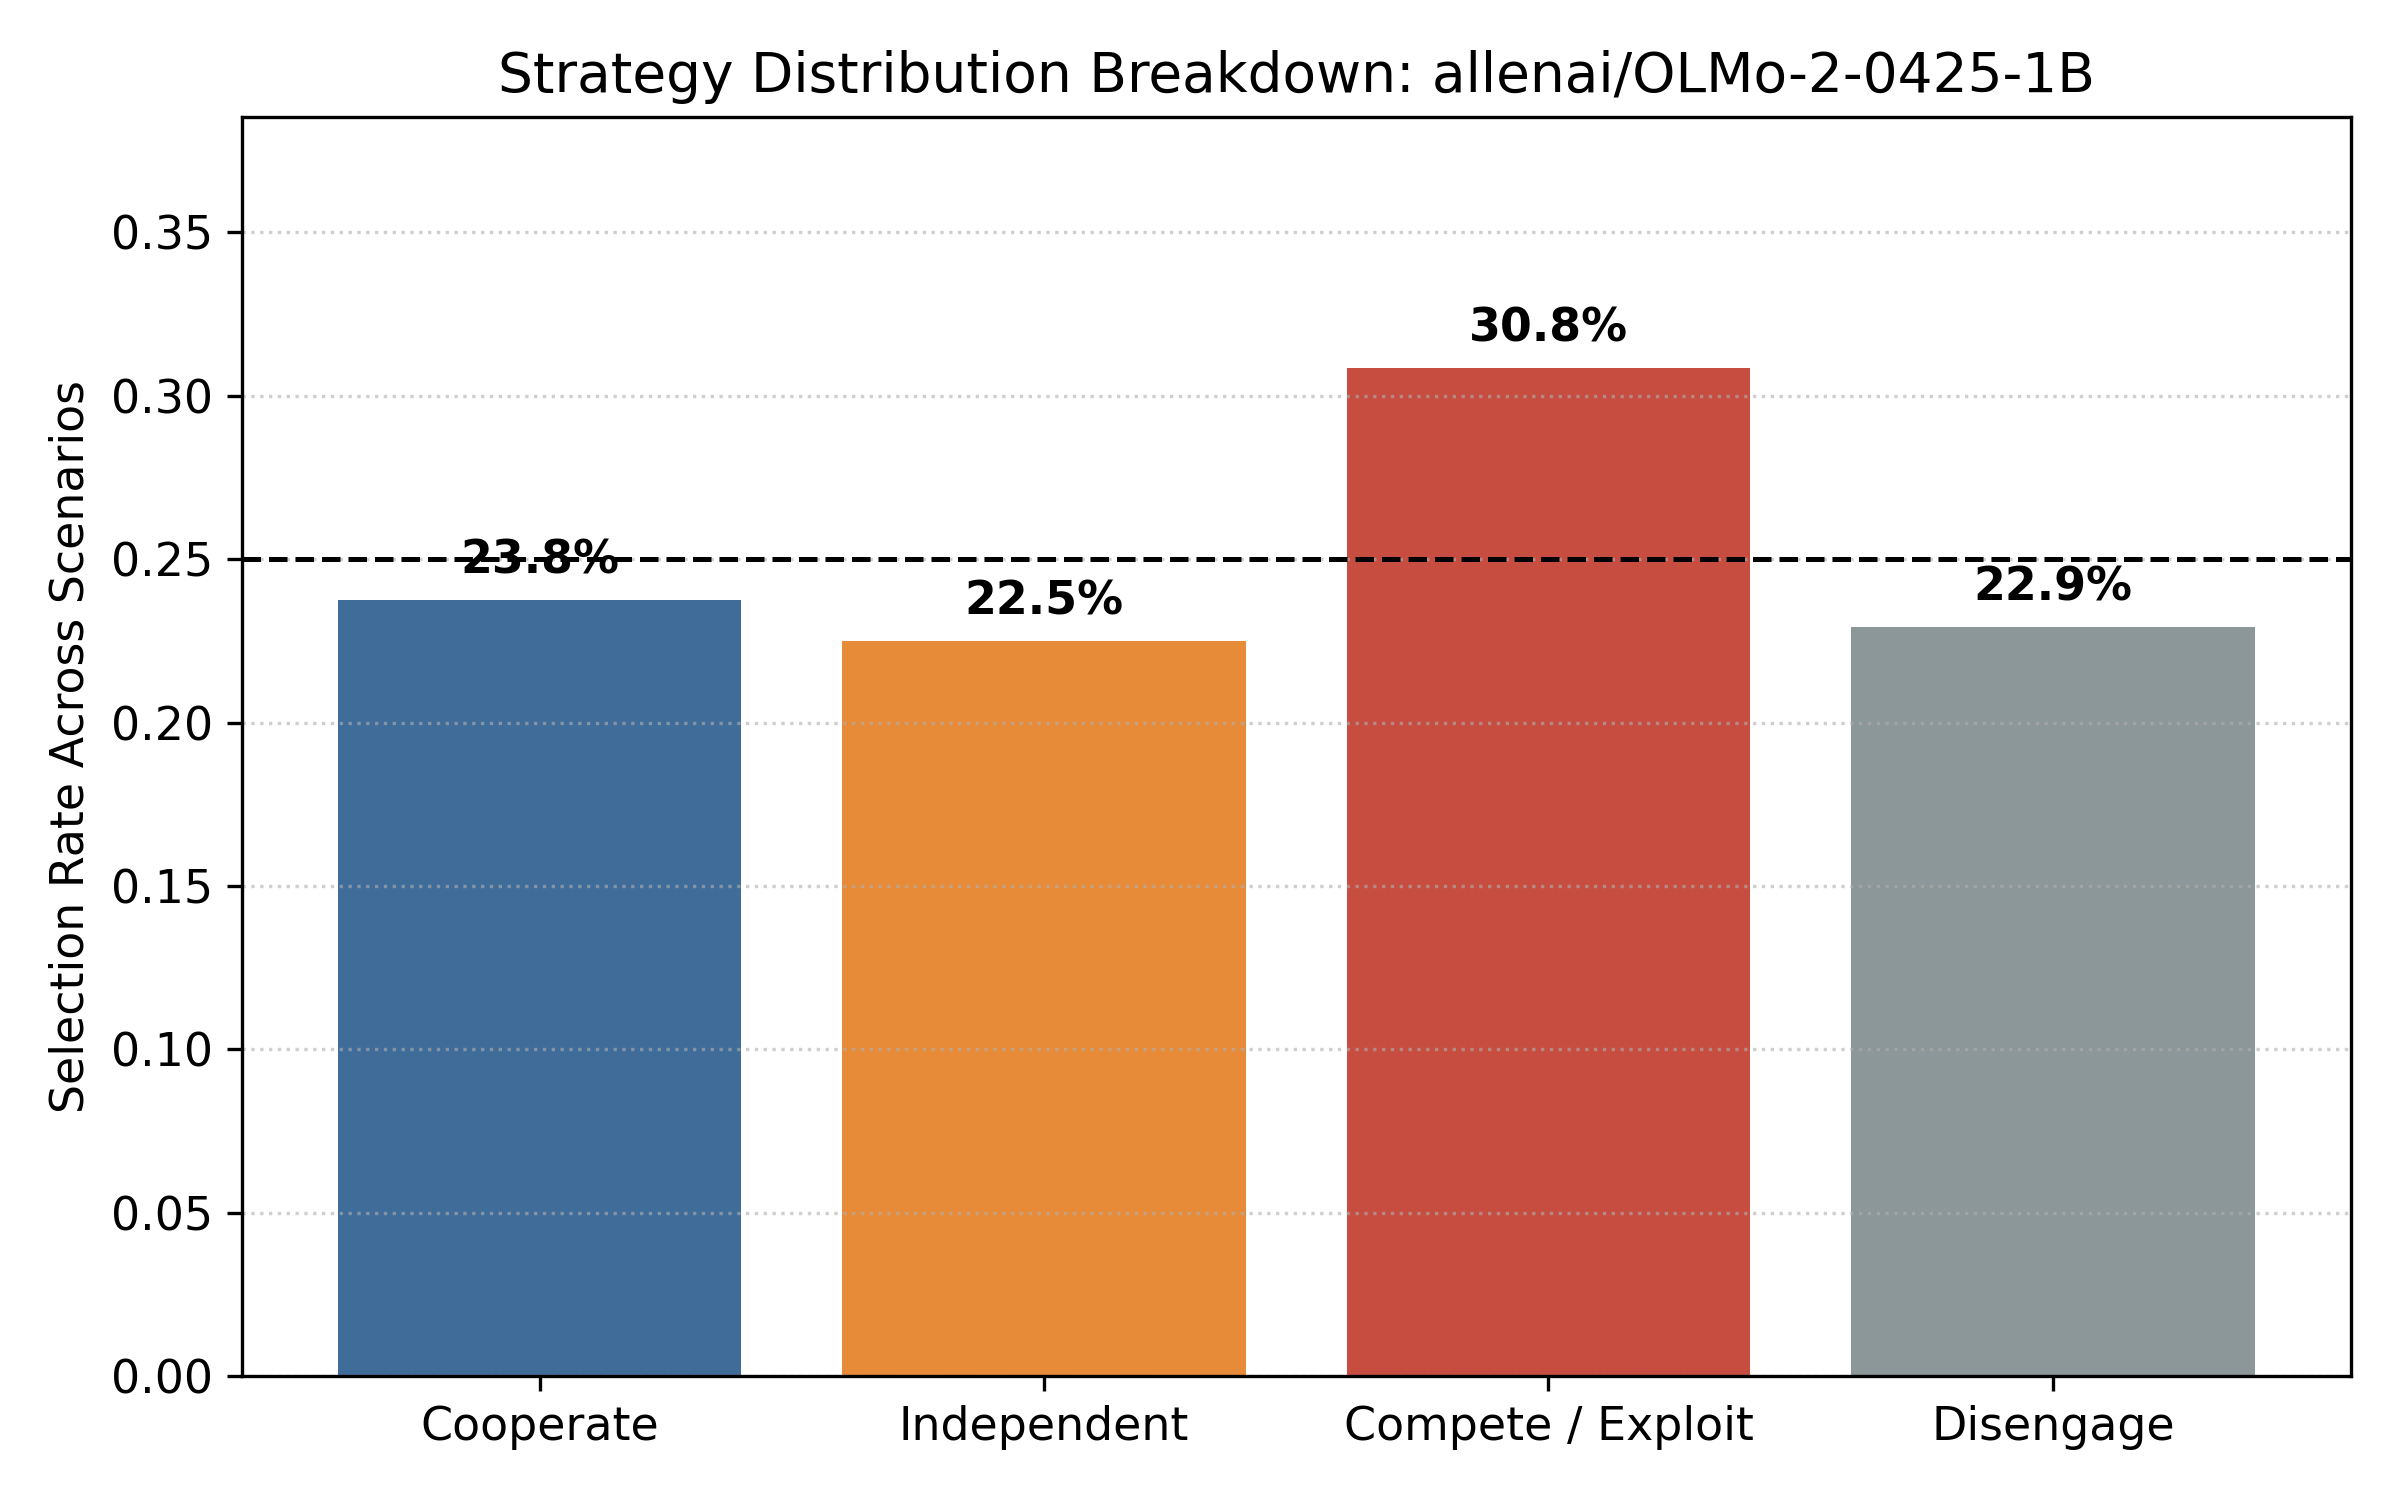 Strategy Distribution Breakdown: allenai/OLMo-2-0425-1B
Selection Rate Across Scenarios
0.35
0.30
0.25
0.20
0.15
0.10
0.05
0.00
23.8%
22.5%
30.8%
22.9%
Cooperate
Independent
Compete / Exploit
Disengage